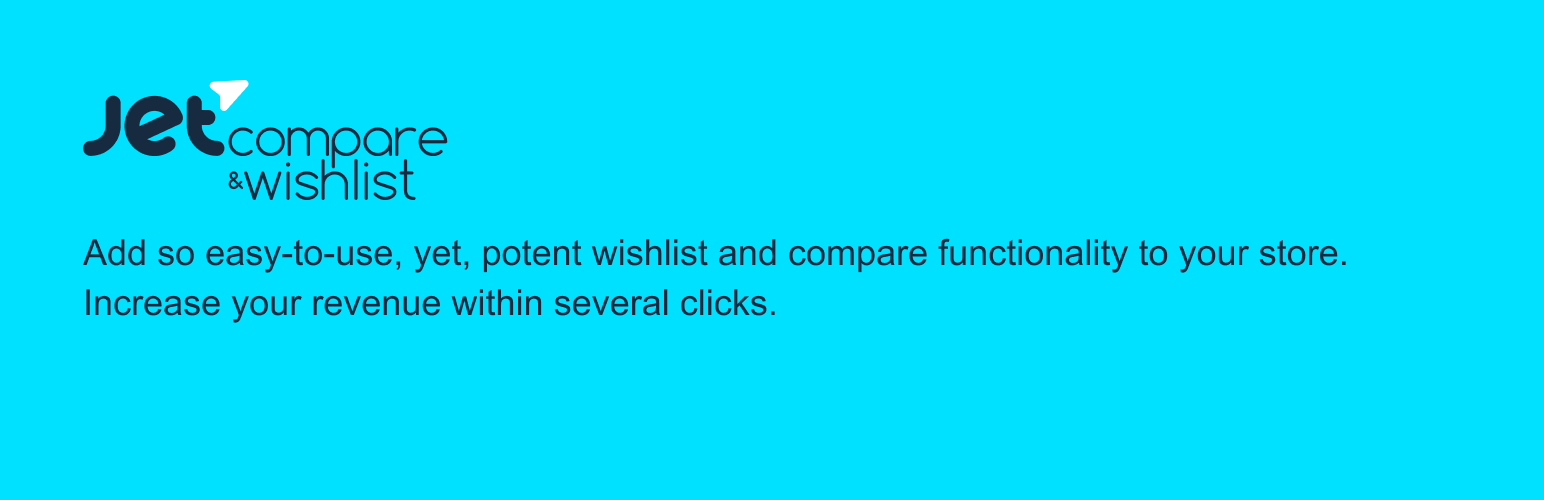 Jet compare
&wishlist
Add so easy-to-use, yet, potent wishlist and compare functionality to your store.
Increase your revenue within several clicks.